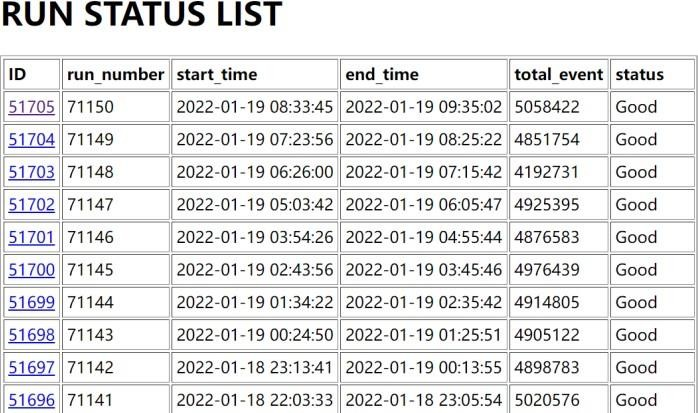 RUN STATUS LIST
ID run_number start_time end_time total_event status
51705 71150 2022-01-19 08:33:45 2022-01-19 09:35:02 5058422 Good
51704 71149 2022-01-19 07:23:56 2022-01-19 08:25:22 4851754 Good
51703 71148 2022-01-19 06:26:00 2022-01-19 07:15:42 4192731 Good
51702 71147 2022-01-19 05:03:42 2022-01-19 06:05:47 4925395 Good
51701 71146 2022-01-19 03:54:26 2022-01-19 04:55:44 4876583 Good
51700 71145 2022-01-19 02:43:56 2022-01-19 03:45:46 4976439 Good
51699 71144 2022-01-19 01:34:22 2022-01-19 02:35:42 4914805 Good
51698 71143 2022-01-19 00:24:50 2022-01-19 01:25:51 4905122 Good
51697 71142 2022-01-18 23:13:41 2022-01-19 00:13:55 4898783 Good
51696 71141 2022-01-18 22:03:33 2022-01-18 23:05:54 5020576 Good